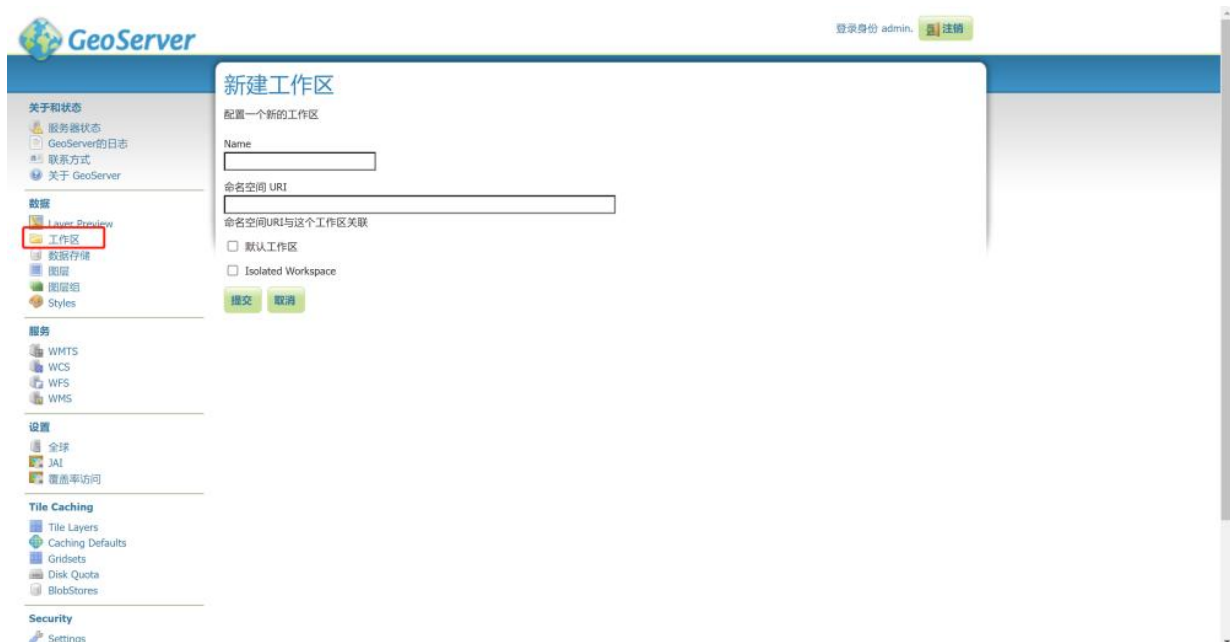 GeoServer
登录身份 admin.
注销
关于和状态
服务器状态
GeoServer的日志
联系方式
关于 GeoServer
数据
Layer Preview
工作区
数据存储
图层
图层组
Styles
服务
WMTS
WCS
WFS
WMS
设置
全球
JAI
覆盖率访问
Tile Caching
Tile Layers
Caching Defaults
Gridsets
Disk Quota
BlobStores
Security
Settings
新建工作区
配置一个新的工作区
Name
命名空间 URI
命名空间URI与这个工作区关联
默认工作区
Isolated Workspace
提交 取消